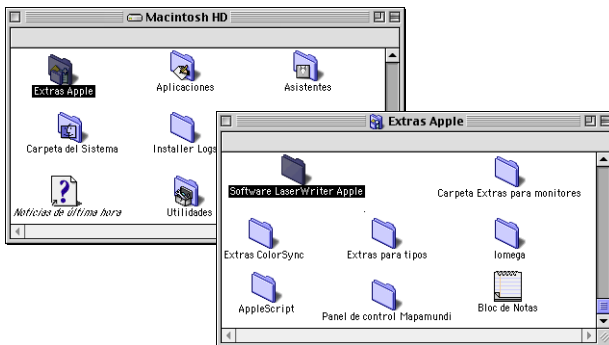 Macintosh HD
Extras Apple
Aplicaciones
Asistentes
Carpeta del Sistema
Installer Logs
Noticias de última hora
Utilidades
Extras Apple
Software LaserWriter Apple
Carpeta Extras para monitores
Extras ColorSync
Extras para tipos
Iomega
AppleScript
Panel de control Mapamundi
Bloc de Notas